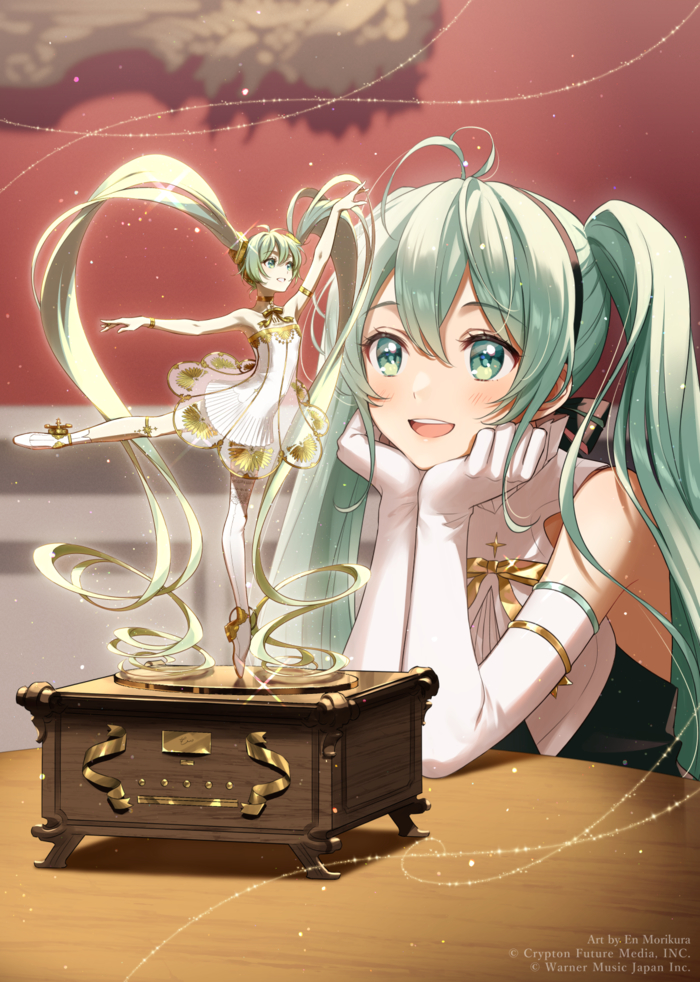 Art by En Morikura
© Crypton Future Media, INC.
© Warner Music Japan Inc.